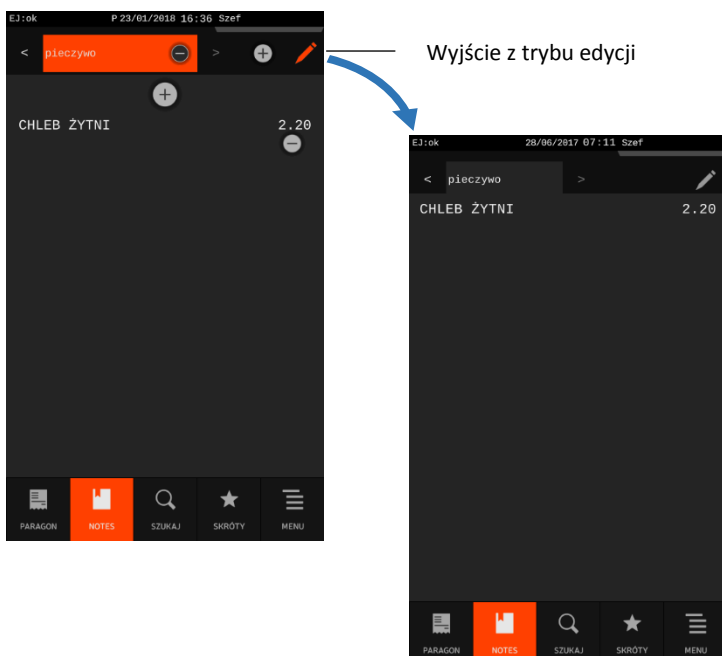 EJ:ok P 23/01/2018 16:36 Szef
< pieczywo >
CHLEB ŻYTNI 2.20
PARAGON NOTES SZUKAJ SKRÓTY MENU
Wyjście z trybu edycji
EJ:ok 28/06/2017 07:11 Szef
< pieczywo >
CHLEB ŻYTNI 2.20
PARAGON NOTES SZUKAJ SKRÓTY MENU